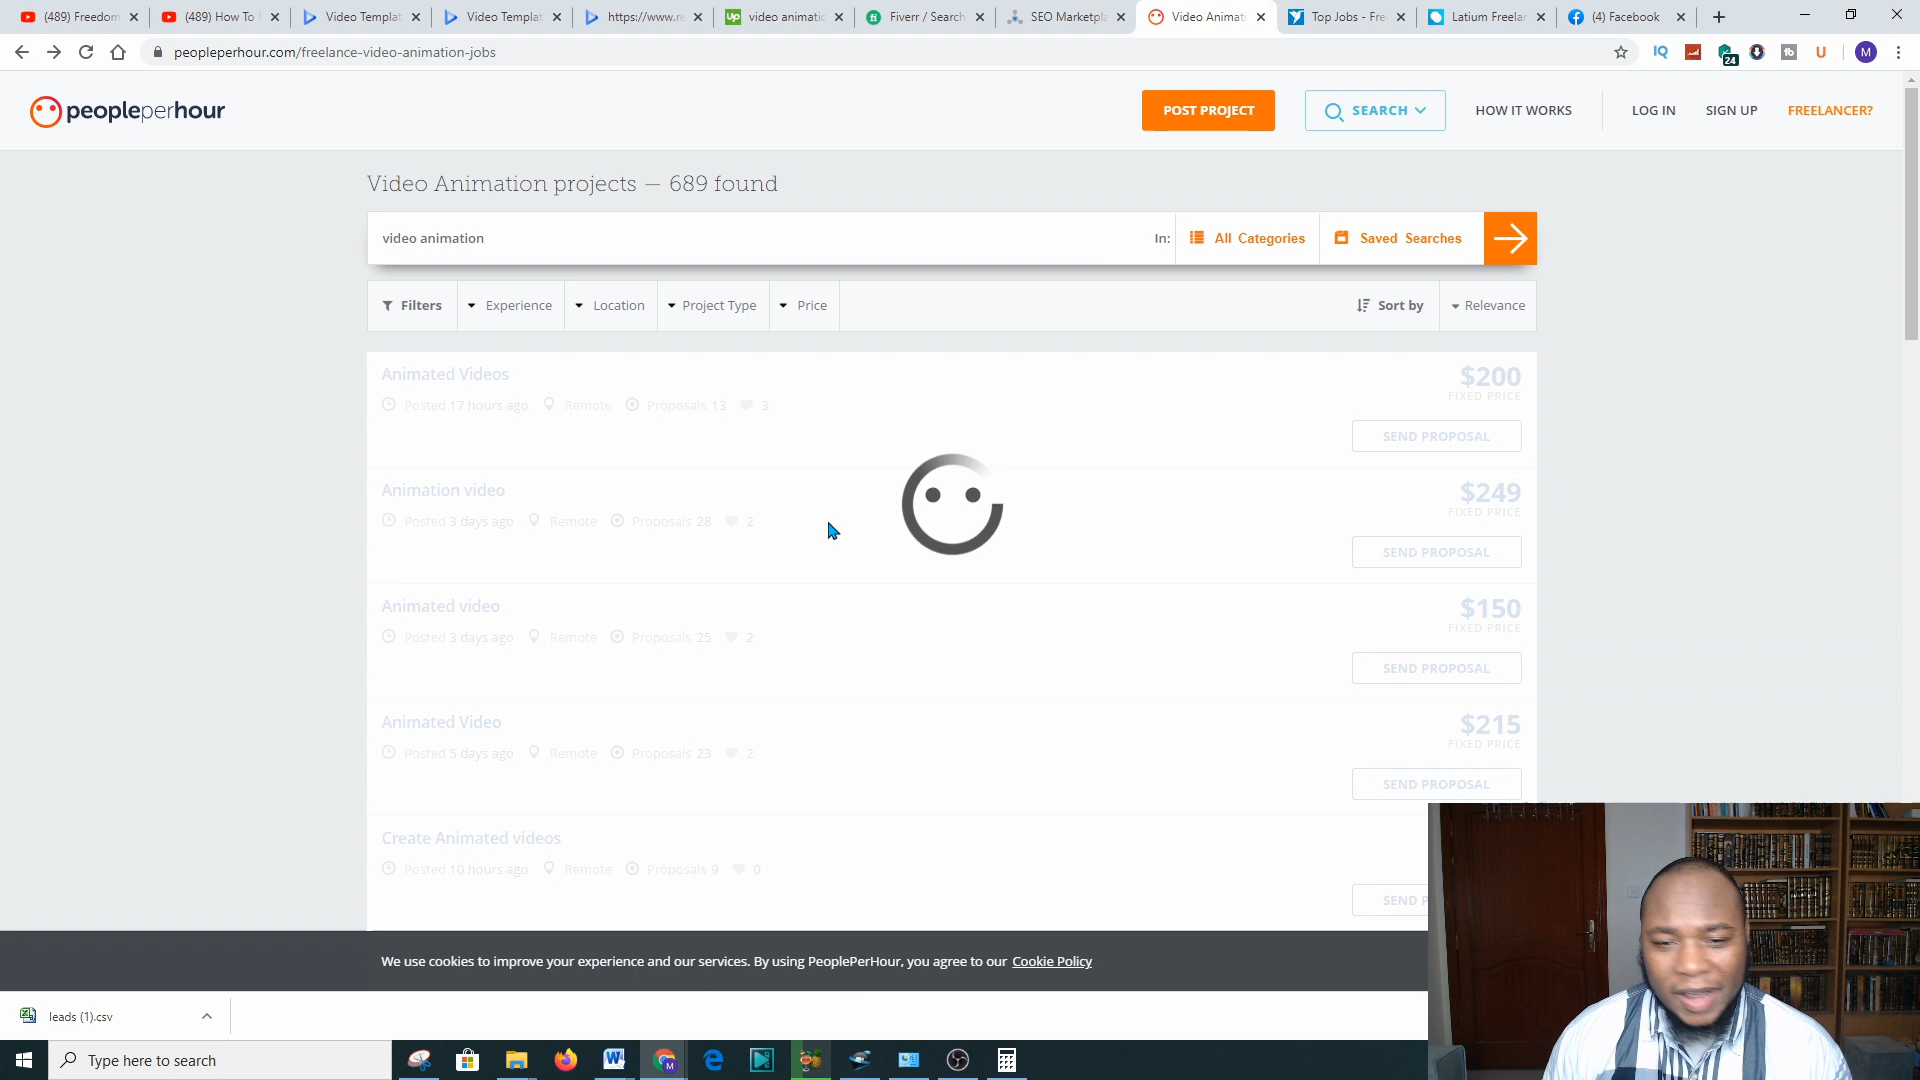 (489) Freedom
(489) How To
Video Templat
Video Templat
https://www.re
video animatio
Fiverr / Search
SEO Marketpla
Video Animati
Top Jobs - Fre
Latium Freelan
(4) Facebook
peopleperhour.com/freelance-video-animation-jobs
IQ
24
tb
U
M
peopleperhour
POST PROJECT
SEARCH
HOW IT WORKS
LOG IN
SIGN UP
FREELANCER?
Video Animation projects — 689 found
video animation
In:
All Categories
Saved Searches
Filters
Experience
Location
Project Type
Price
Sort by
Relevance
Animated Videos
$200
FIXED PRICE
Posted 17 hours ago Remote Proposals 13 3
SEND PROPOSAL
Animation video
$249
FIXED PRICE
Posted 3 days ago Remote Proposals 28 2
SEND PROPOSAL
Animated video
$150
FIXED PRICE
Posted 3 days ago Remote Proposals 25 2
SEND PROPOSAL
Animated Video
$215
FIXED PRICE
Posted 5 days ago Remote Proposals 23 2
SEND PROPOSAL
Create Animated videos
Posted 10 hours ago Remote Proposals 9 0
SEND P
We use cookies to improve your experience and our services. By using PeoplePerHour, you agree to our Cookie Policy
leads (1).csv
Type here to search